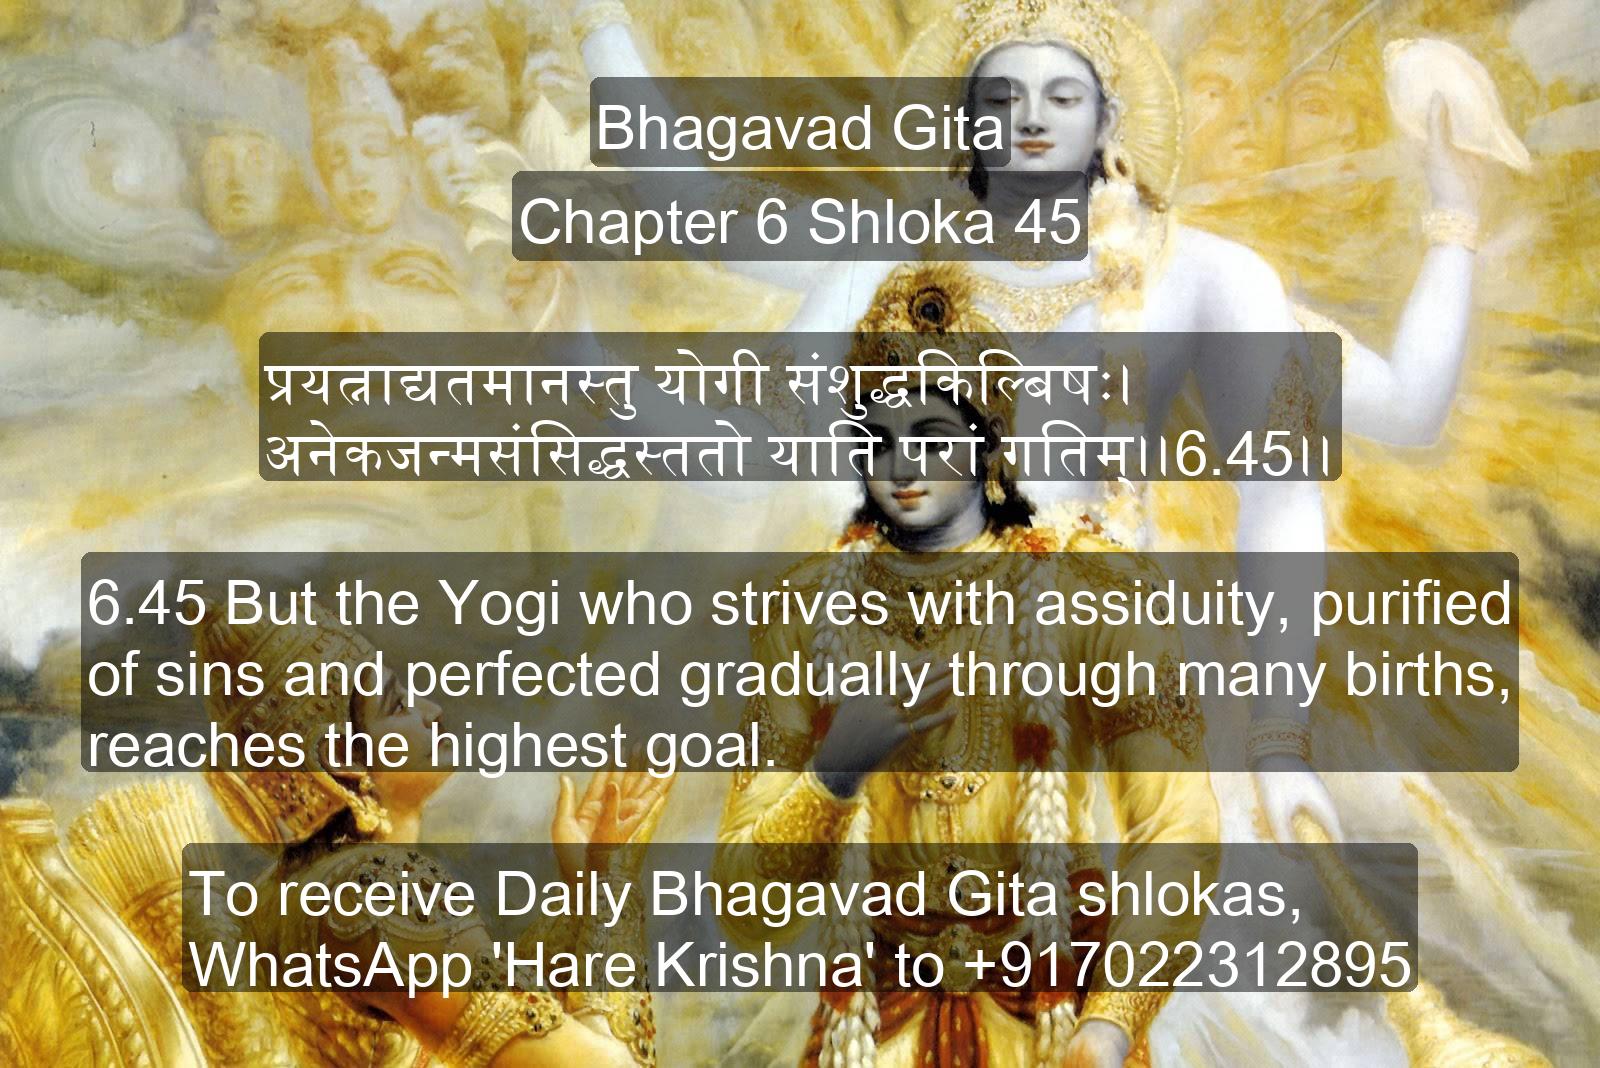 Bhagavad Gita
Chapter 6 Shloka 45
प्रयत्नाद्यतमानस्तु योगी संशुद्धकिल्बिषः।
अनेकजन्मसंसिद्धस्ततो याति परां गतिम्।।6.45।।
6.45 But the Yogi who strives with assiduity, purified
of sins and perfected gradually through many births,
reaches the highest goal.
To receive Daily Bhagavad Gita shlokas,
WhatsApp 'Hare Krishna' to +917022312895